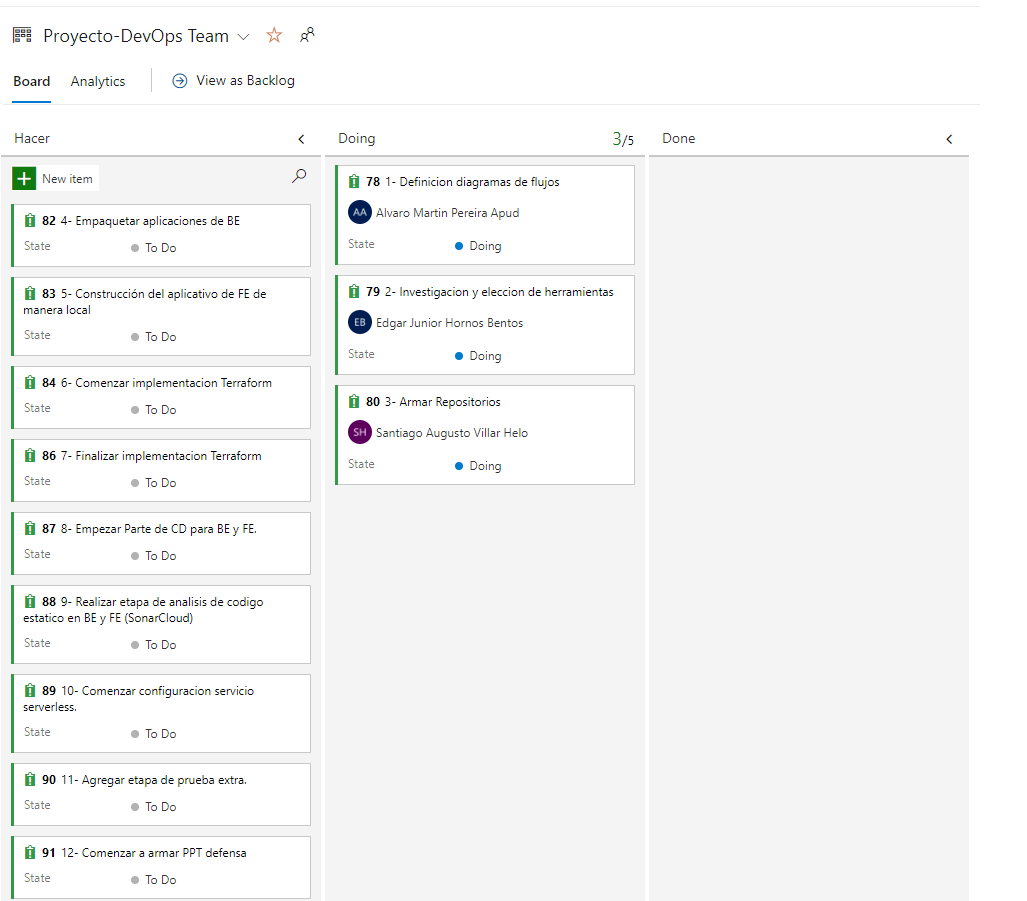 Proyecto-DevOps Team
Board
Analytics
View as Backlog
Hacer
New item
82 4- Empaquetar aplicaciones de BE
State
To Do
83 5- Construcción del aplicativo de FE de
manera local
State
To Do
84 6- Comenzar implementacion Terraform
State
To Do
86 7- Finalizar implementacion Terraform
State
To Do
87 8- Empezar Parte de CD para BE y FE.
State
To Do
88 9- Realizar etapa de analisis de codigo
estatico en BE y FE (SonarCloud)
State
To Do
89 10- Comenzar configuracion servicio
serverless.
State
To Do
90 11- Agregar etapa de prueba extra.
State
To Do
91 12- Comenzar a armar PPT defensa
State
To Do
Doing
3/5
78 1- Definicion diagramas de flujos
AA Alvaro Martin Pereira Apud
State
Doing
79 2- Investigacion y eleccion de herramientas
EB Edgar Junior Hornos Bentos
State
Doing
80 3- Armar Repositorios
SH Santiago Augusto Villar Helo
State
Doing
Done